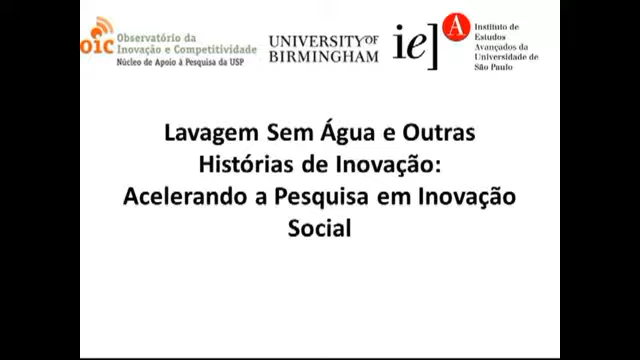 oic Observatório da
Inovação e Competitividade
Núcleo de Apoio à Pesquisa da USP
UNIVERSITY OF
BIRMINGHAM
ie]
A
Instituto de
Estudos
Avançados da
Universidade de
São Paulo
Lavagem Sem Água e Outras
Histórias de Inovação:
Acelerando a Pesquisa em Inovação
Social